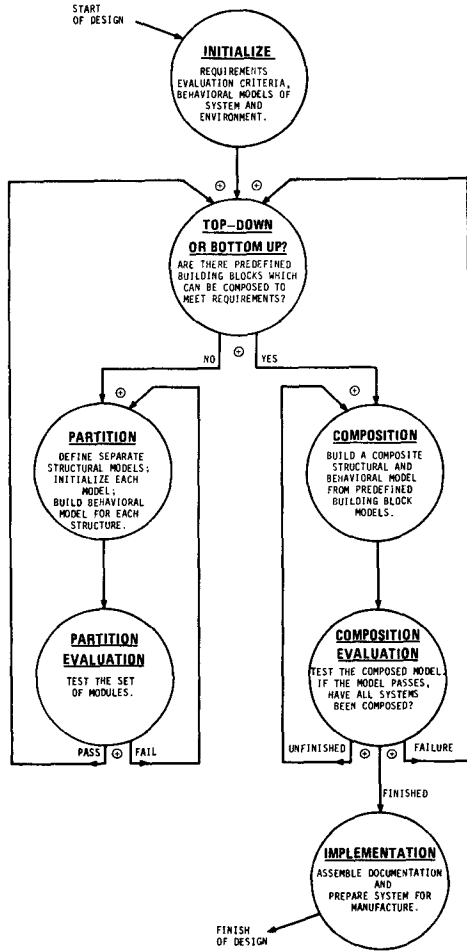 START
OF DESIGN
INITIALIZE
REQUIREMENTS
EVALUATION CRITERIA,
BEHAVIORAL MODELS OF
SYSTEM AND
ENVIRONMENT.
⊕ ⊕
TOP-DOWN
OR BOTTOM UP?
ARE THERE PREDEFINED
BUILDING BLOCKS WHICH
CAN BE COMPOSED TO
MEET REQUIREMENTS?
NO ⊕ YES
⊕
PARTITION
DEFINE SEPARATE
STRUCTURAL MODELS;
INITIALIZE EACH
MODEL;
BUILD BEHAVIORAL
MODEL FOR EACH
STRUCTURE.
PARTITION
EVALUATION
TEST THE SET
OF MODULES.
PASS ⊕ FAIL
⊕
COMPOSITION
BUILD A COMPOSITE
STRUCTURAL AND
BEHAVIORAL MODEL
FROM PREDEFINED
BUILDING BLOCK
MODELS.
COMPOSITION
EVALUATION
TEST THE COMPOSED MODEL.
IF THE MODEL PASSES,
HAVE ALL SYSTEMS
BEEN COMPOSED?
UNFINISHED ⊕ ⊕ FAILURE
FINISHED
IMPLEMENTATION
ASSEMBLE DOCUMENTATION
AND
PREPARE SYSTEM FOR
MANUFACTURE.
FINISH
OF DESIGN